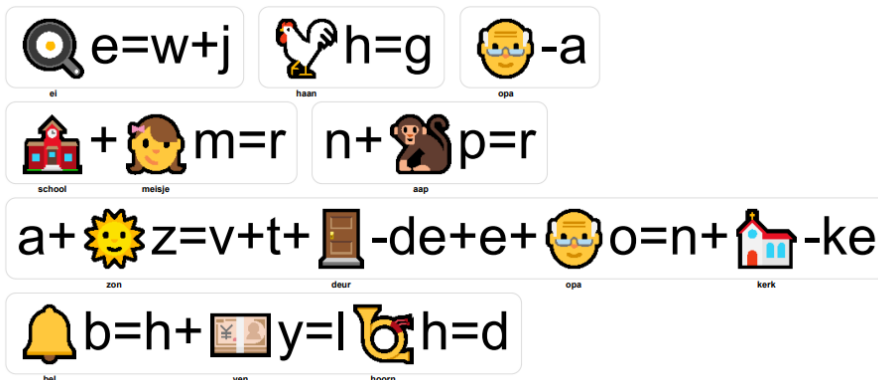 e=w+j h=g -a
ei haan opa
+ m=r n+ p=r
school meisje aap
a+ z=v+t+ -de+e+ o=n+ -ke
zon deur opa kerk
b=h+ y=l h=d
bel yen hoorn